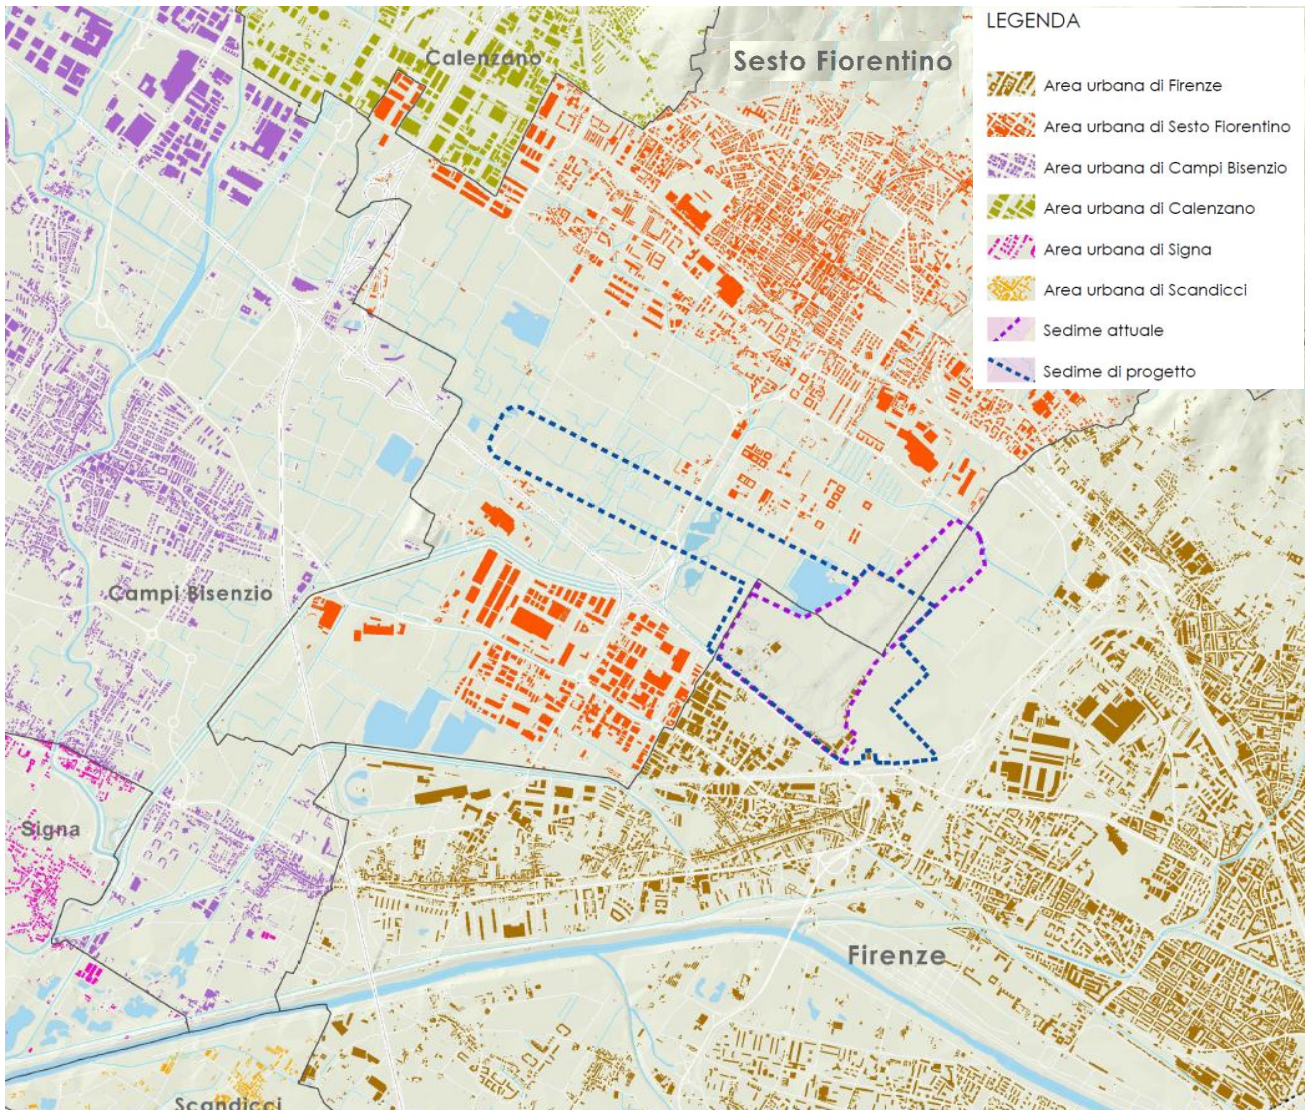 LEGENDA
Calenzano
Sesto Fiorentino
Area urbana di Firenze
Area urbana di Sesto Fiorentino
Area urbana di Campi Bisenzio
Area urbana di Calenzano
Area urbana di Signa
Area urbana di Scandicci
Sedime attuale
Sedime di progetto
Campi Bisenzio
Signa
Firenze
Scandicci